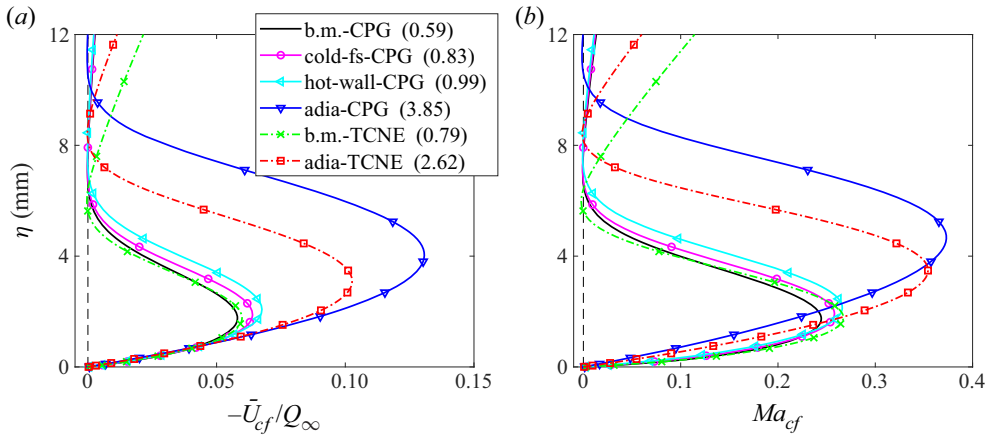 (a)
12
8
4
0
η (mm)
0
0.05
0.10
0.15
–Ū_cf/Q_∞
b.m.-CPG (0.59)
cold-fs-CPG (0.83)
hot-wall-CPG (0.99)
adia-CPG (3.85)
b.m.-TCNE (0.79)
adia-TCNE (2.62)
(b)
12
8
4
0
0
0.1
0.2
0.3
0.4
Ma_cf